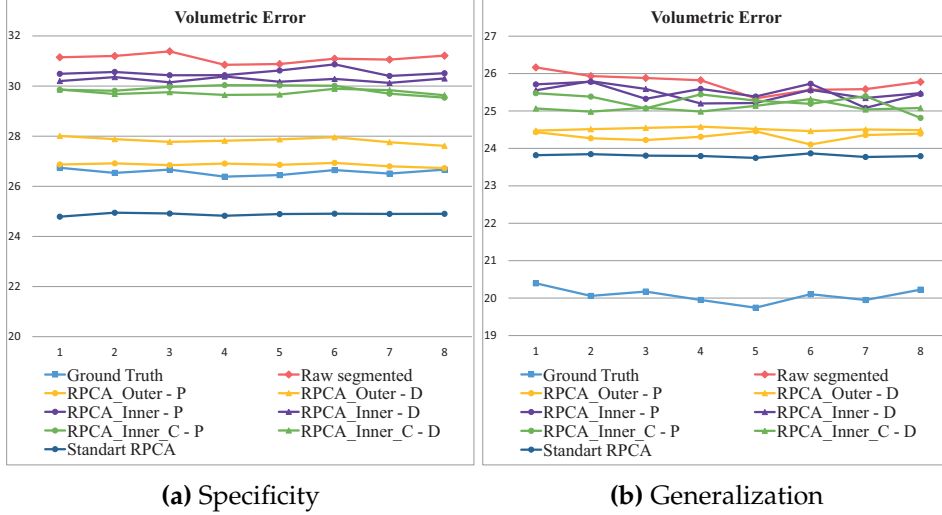 Volumetric Error
32
30
28
26
24
22
20
1 2 3 4 5 6 7 8
Ground Truth Raw segmented
RPCA_Outer - P RPCA_Outer - D
RPCA_Inner - P RPCA_Inner - D
RPCA_Inner_C - P RPCA_Inner_C - D
Standart RPCA
(a) Specificity
Volumetric Error
27
26
25
24
23
22
21
20
19
1 2 3 4 5 6 7 8
Ground Truth Raw segmented
RPCA_Outer - P RPCA_Outer - D
RPCA_Inner - P RPCA_Inner - D
RPCA_Inner_C - P RPCA_Inner_C - D
Standart RPCA
(b) Generalization